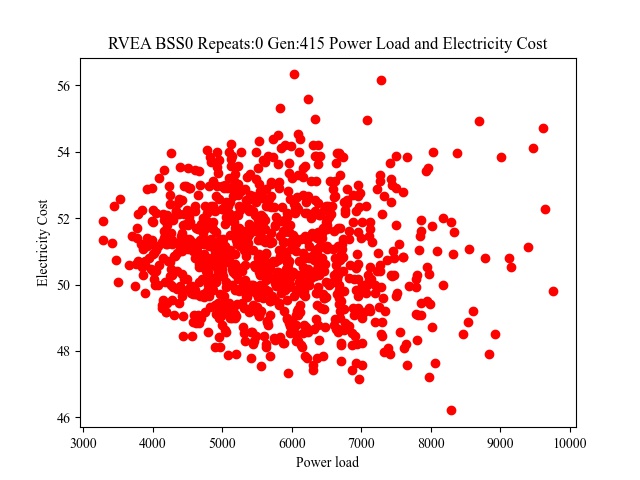 RVEA BSS0 Repeats:0 Gen:415 Power Load and Electricity Cost
56
54
52
50
48
46
Electricity Cost
3000 4000 5000 6000 7000 8000 9000 10000
Power load